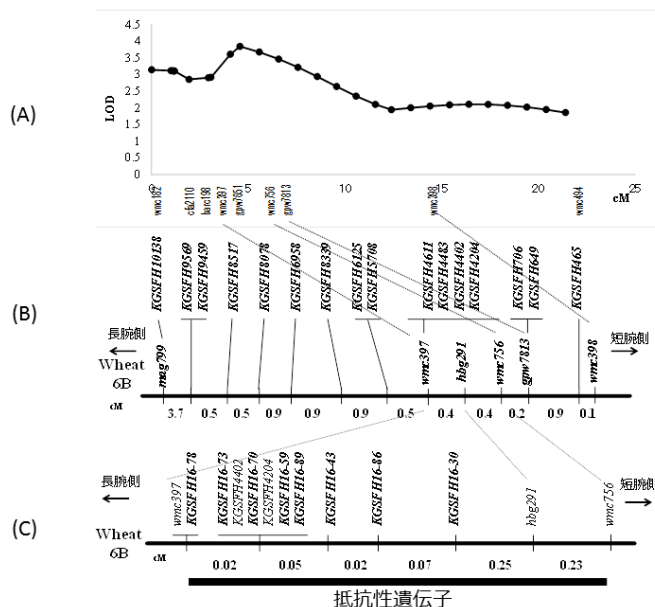 (A)
LOD
4.5
4
3.5
3
2.5
2
1.5
1
0.5
0
0 5 10 15 20 25
cM
wmc182
cfa2110
barc198
wmc397
gpw7651
wmc756
gpw7813
wmc398
wmc494
(B)
KGSFH10138
KGSFH9569
KGSFH9459
KGSFH8517
KGSFH8078
KGSFH6958
KGSFH8339
KGSFH6125
KGSFH5708
KGSFH4611
KGSFH4483
KGSFH4402
KGSFH4204
KGSFH706
KGSFH649
KGSFH465
長腕側
短腕側
Wheat
6B
mag799
wmc397
hbg291
wmc756
gpw7813
wmc398
cM
3.7 0.5 0.5 0.9 0.9 0.9 0.5 0.4 0.4 0.2 0.9 0.1
(C)
長腕側
短腕側
wmc397
KGSFH16-78
KGSFH16-73
KGSFH4402
KGSFH16-70
KGSFH4204
KGSFH16-59
KGSFH16-89
KGSFH16-43
KGSFH16-86
KGSFH16-30
hbg291
wmc756
Wheat
6B
cM
0.02 0.05 0.02 0.07 0.25 0.23
抵抗性遺伝子